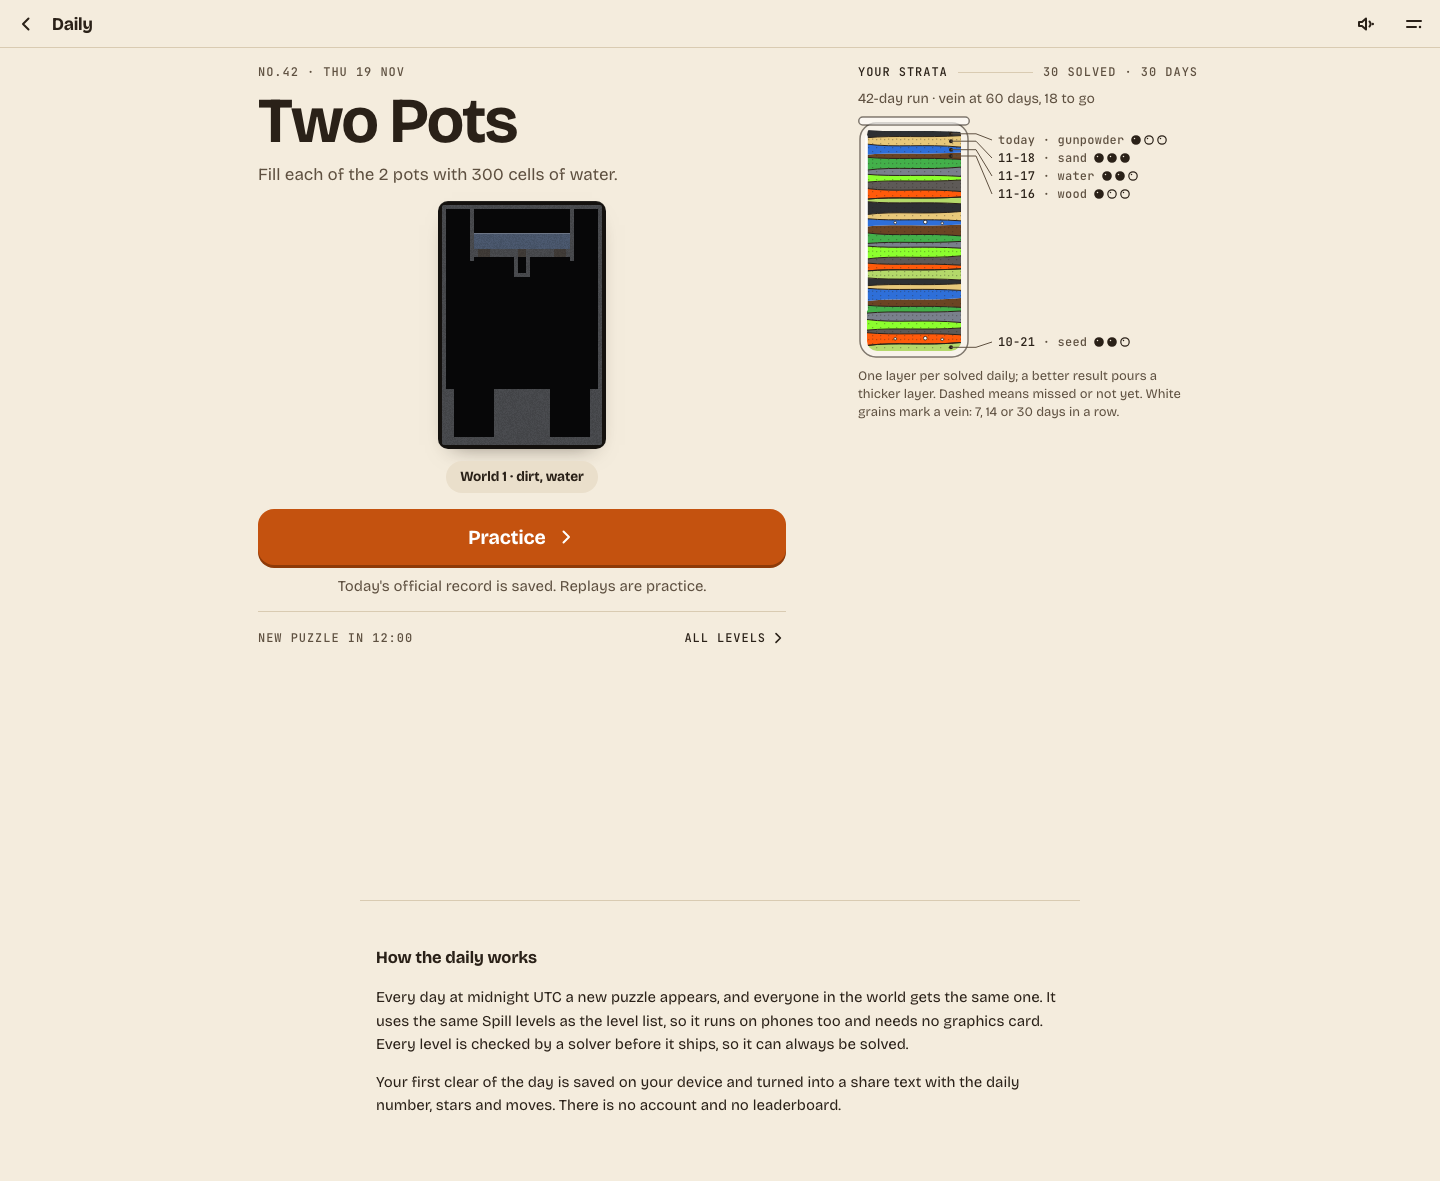 Daily
NO.42 · THU 19 NOV
Two Pots
Fill each of the 2 pots with 300 cells of water.
World 1 · dirt, water
Practice
Today's official record is saved. Replays are practice.
NEW PUZZLE IN 12:00
ALL LEVELS
YOUR STRATA
30 SOLVED · 30 DAYS
42-day run · vein at 60 days, 18 to go
today · gunpowder
11-18 · sand
11-17 · water
11-16 · wood
10-21 · seed
One layer per solved daily; a better result pours a
thicker layer. Dashed means missed or not yet. White
grains mark a vein: 7, 14 or 30 days in a row.
How the daily works
Every day at midnight UTC a new puzzle appears, and everyone in the world gets the same one. It
uses the same Spill levels as the level list, so it runs on phones too and needs no graphics card.
Every level is checked by a solver before it ships, so it can always be solved.
Your first clear of the day is saved on your device and turned into a share text with the daily
number, stars and moves. There is no account and no leaderboard.